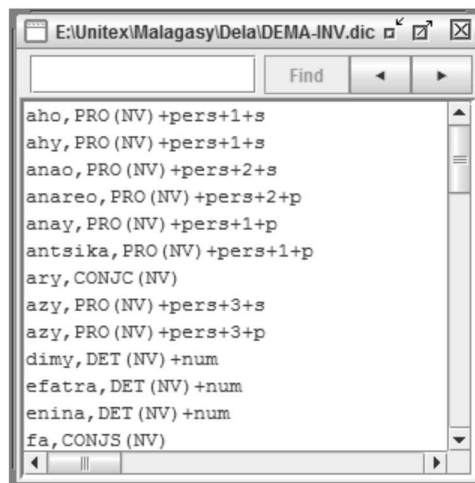 E:\Unitex\Malagasy\Dela\DEMA-INV.dic
Find
aho,PRO(NV)+pers+1+s
ahy,PRO(NV)+pers+1+s
anao,PRO(NV)+pers+2+s
anareo,PRO(NV)+pers+2+p
anay,PRO(NV)+pers+1+p
antsika,PRO(NV)+pers+1+p
ary,CONJC(NV)
azy,PRO(NV)+pers+3+s
azy,PRO(NV)+pers+3+p
dimy,DET(NV)+num
efatra,DET(NV)+num
enina,DET(NV)+num
fa,CONJS(NV)